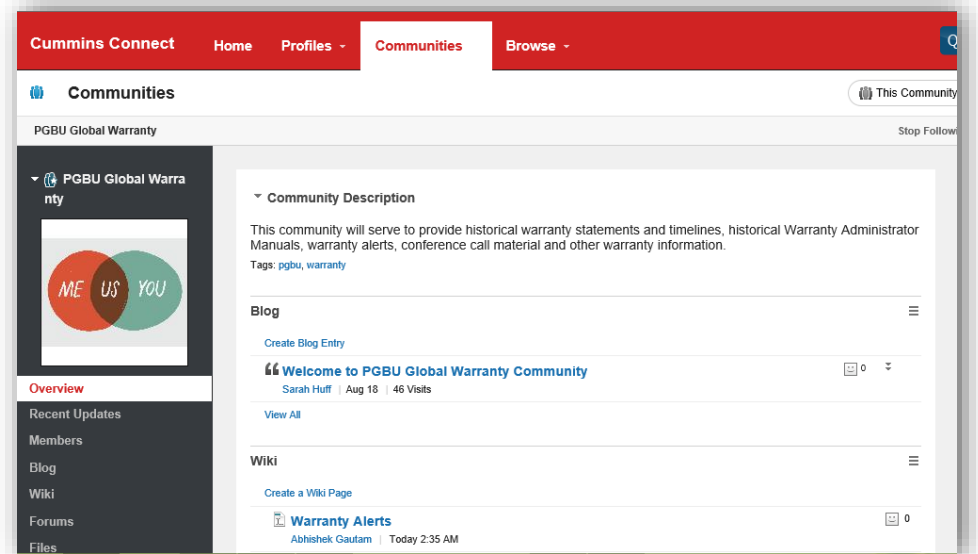 Cummins Connect Home Profiles Communities Browse
Communities
This Community
PGBU Global Warranty
Stop Followi
PGBU Global Warra
nty
ME US YOU
Overview
Recent Updates
Members
Blog
Wiki
Forums
Files
Community Description
This community will serve to provide historical warranty statements and timelines, historical Warranty Administrator
Manuals, warranty alerts, conference call material and other warranty information.
Tags: pgbu, warranty
Blog
Create Blog Entry
Welcome to PGBU Global Warranty Community
0
Sarah Huff | Aug 18 | 46 Visits
View All
Wiki
Create a Wiki Page
Warranty Alerts
0
Abhishek Gautam | Today 2:35 AM